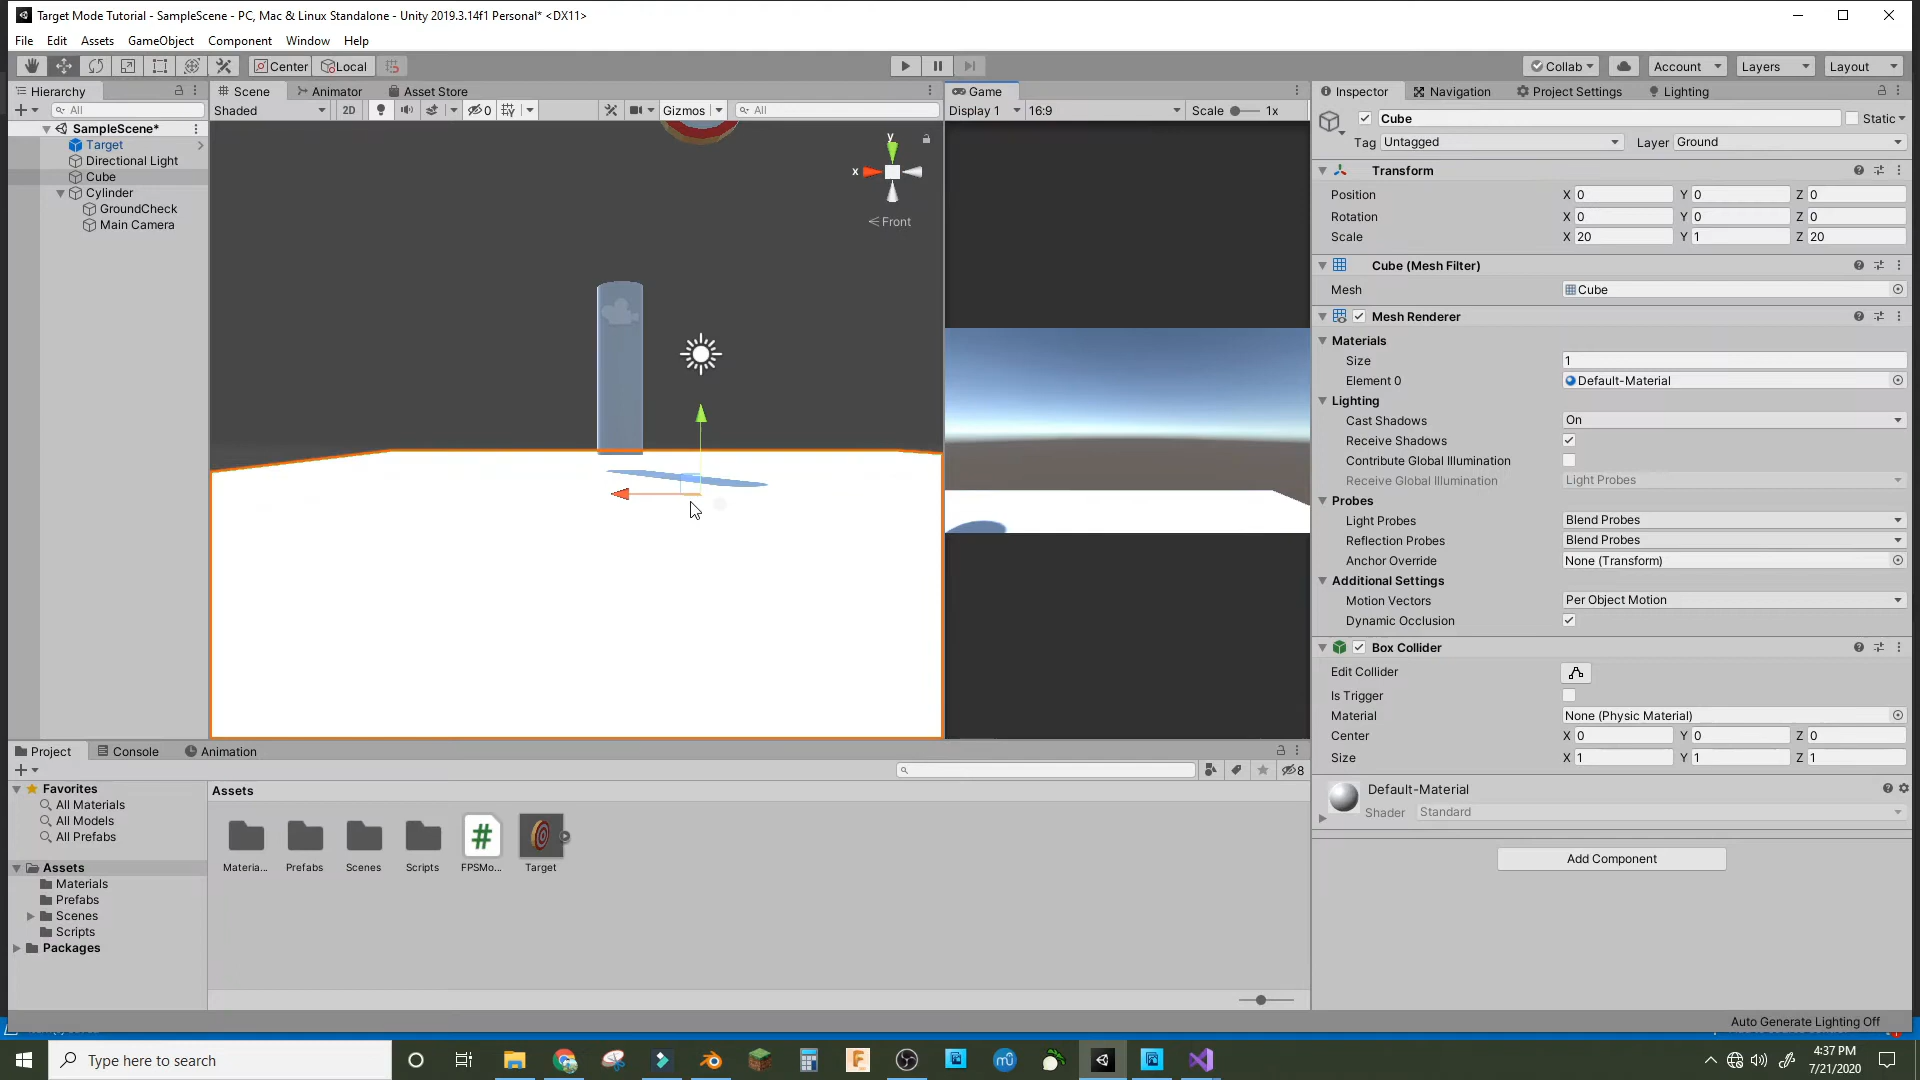 Target Mode Tutorial - SampleScene - PC, Mac & Linux Standalone - Unity 2019.3.14f1 Personal* <DX11>
File Edit Assets GameObject Component Window Help
Center Local Collab Account Layers Layout
Hierarchy
All
SampleScene*
Target
Directional Light
Cube
Cylinder
GroundCheck
Main Camera
Scene Animator Asset Store
Shaded 2D 0 Gizmos All
y
x
Front
Game
Display 1 16:9 Scale 1x
Inspector Navigation Project Settings Lighting
Cube Static
Tag Untagged Layer Ground
Transform
Position X 0 Y 0 Z 0
Rotation X 0 Y 0 Z 0
Scale X 20 Y 1 Z 20
Cube (Mesh Filter)
Mesh Cube
Mesh Renderer
Materials
Size 1
Element 0 Default-Material
Lighting
Cast Shadows On
Receive Shadows
Contribute Global Illumination
Receive Global Illumination Light Probes
Probes
Light Probes Blend Probes
Reflection Probes Blend Probes
Anchor Override None (Transform)
Additional Settings
Motion Vectors Per Object Motion
Dynamic Occlusion
Box Collider
Edit Collider
Is Trigger
Material None (Physic Material)
Center X 0 Y 0 Z 0
Size X 1 Y 1 Z 1
Default-Material
Shader Standard
Add Component
Project Console Animation
8
Favorites
All Materials
All Models
All Prefabs
Assets
Materials
Prefabs
Scenes
Scripts
Packages
Assets
Materia... Prefabs Scenes Scripts FPSMo... Target
Auto Generate Lighting Off
Type here to search
4:37 PM
7/21/2020